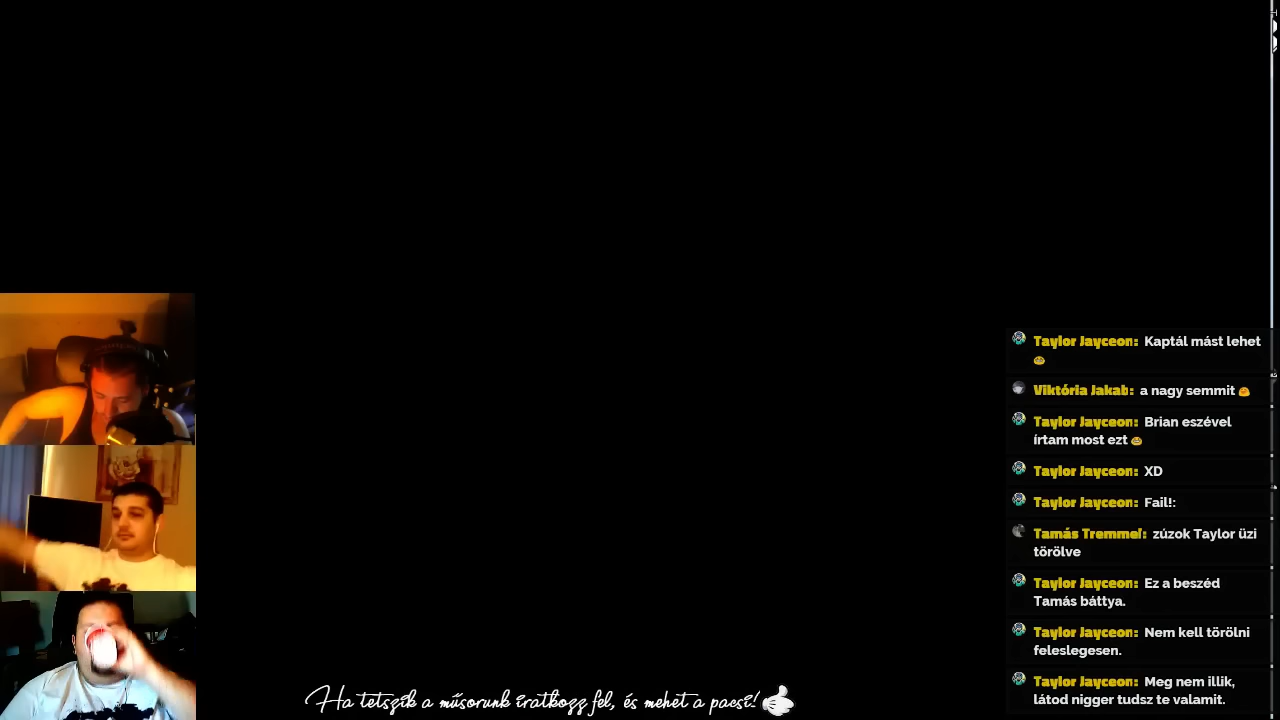 Taylor Jayceon: Kaptál mást lehet
Viktória Jakab: a nagy semmit
Taylor Jayceon: Brian eszével
írtam most ezt
Taylor Jayceon: XD
Taylor Jayceon: Fail!:
Tamás Tremmel: zúzok Taylor üzi
törölve
Taylor Jayceon: Ez a beszéd
Tamás báttya.
Taylor Jayceon: Nem kell törölni
feleslegesen.
Taylor Jayceon: Meg nem illik,
látod nigger tudsz te valamit.
Ha tetszik a műsorunk iratkozz fel, és mehet a pacsi!